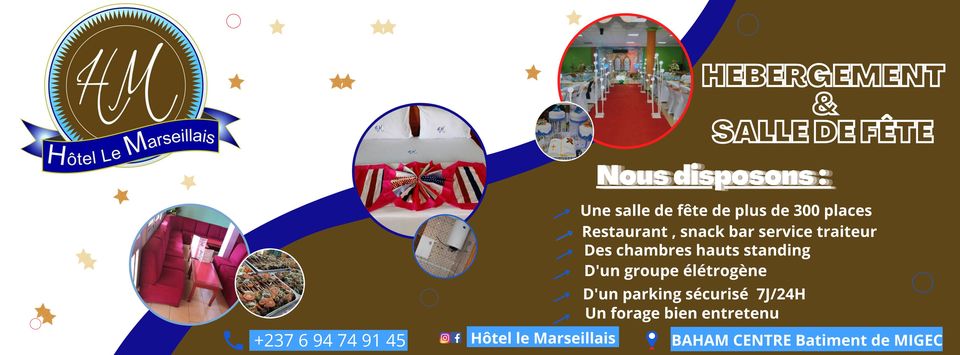 HM
Hôtel Le Marseillais
HEBERGEMENT
&
SALLE DE FÊTE
Nous disposons :
Une salle de fête de plus de 300 places
Restaurant , snack bar service traiteur
Des chambres hauts standing
D'un groupe élétrogène
D'un parking sécurisé 7J/24H
Un forage bien entretenu
+237 6 94 74 91 45
Hôtel le Marseillais
BAHAM CENTRE Batiment de MIGEC